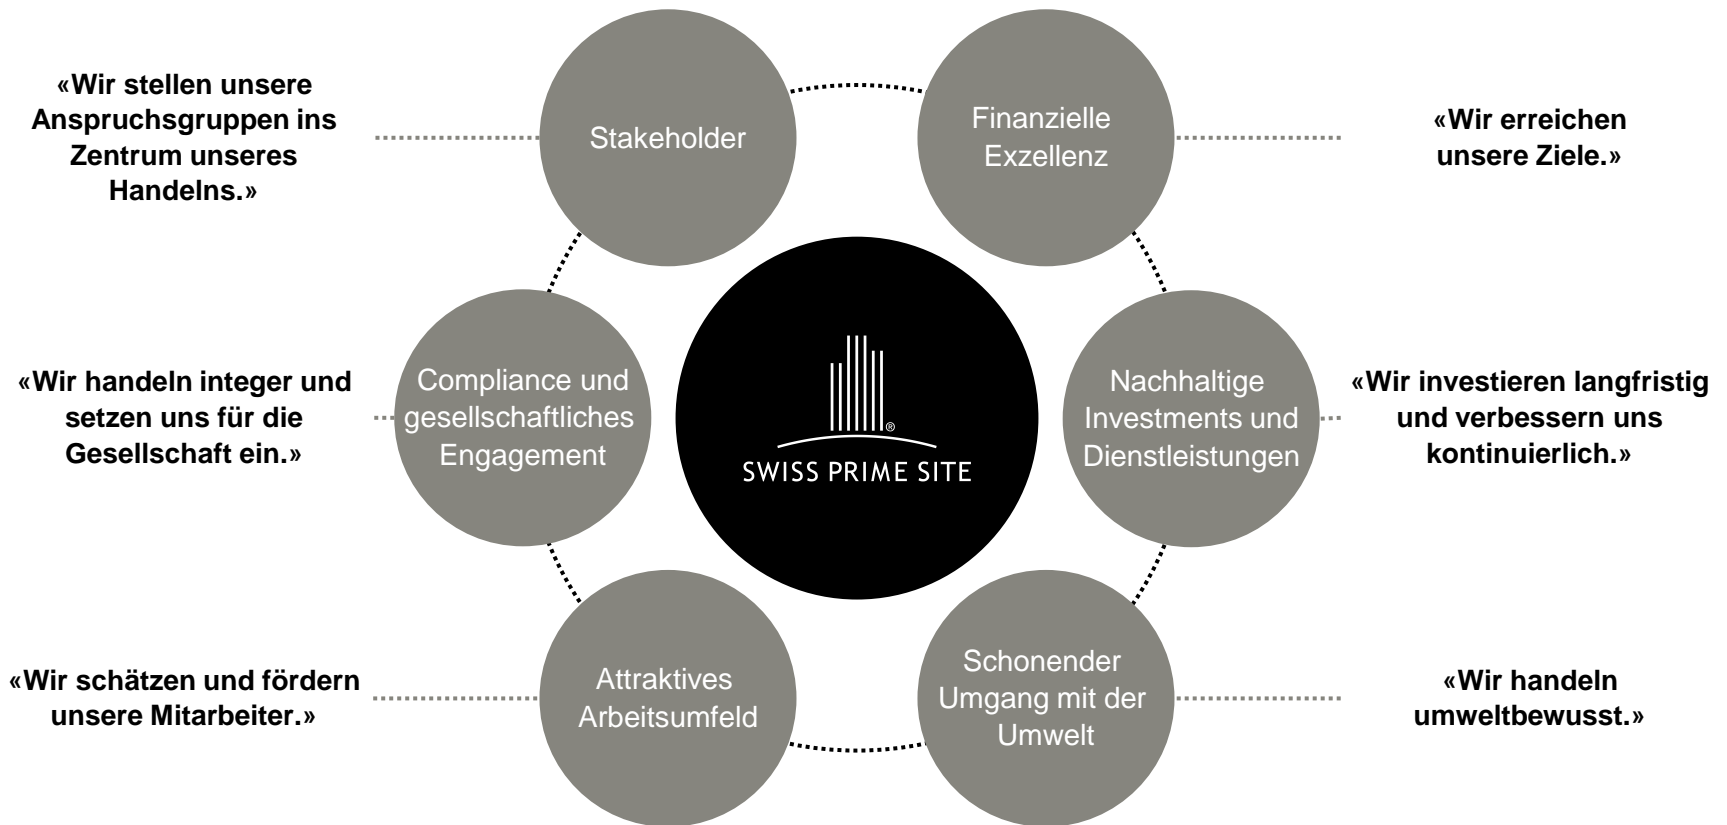 «Wir stellen unsere
Anspruchsgruppen ins
Zentrum unseres
Handelns.»
Stakeholder
Finanzielle
Exzellenz
«Wir erreichen
unsere Ziele.»
«Wir handeln integer und
setzen uns für die
Gesellschaft ein.»
Compliance und
gesellschaftliches
Engagement
®
SWISS PRIME SITE
Nachhaltige
Investments und
Dienstleistungen
«Wir investieren langfristig
und verbessern uns
kontinuierlich.»
«Wir schätzen und fördern
unsere Mitarbeiter.»
Attraktives
Arbeitsumfeld
Schonender
Umgang mit der
Umwelt
«Wir handeln
umweltbewusst.»